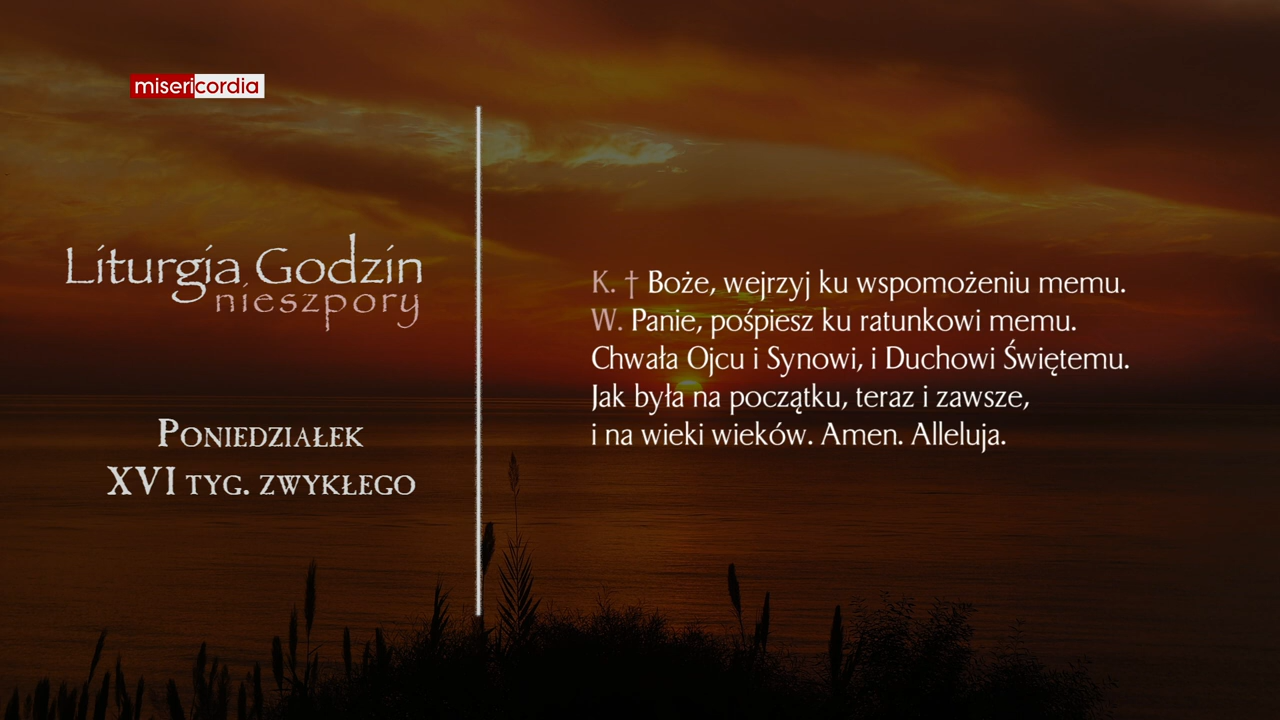 misericordia
Liturgia Godzin
nieszpory
Poniedziałek
XVI tyg. zwykłego
K. † Boże, wejrzyj ku wspomożeniu memu.
W. Panie, pośpiesz ku ratunkowi memu.
Chwała Ojcu i Synowi, i Duchowi Świętemu.
Jak była na początku, teraz i zawsze,
i na wieki wieków. Amen. Alleluja.